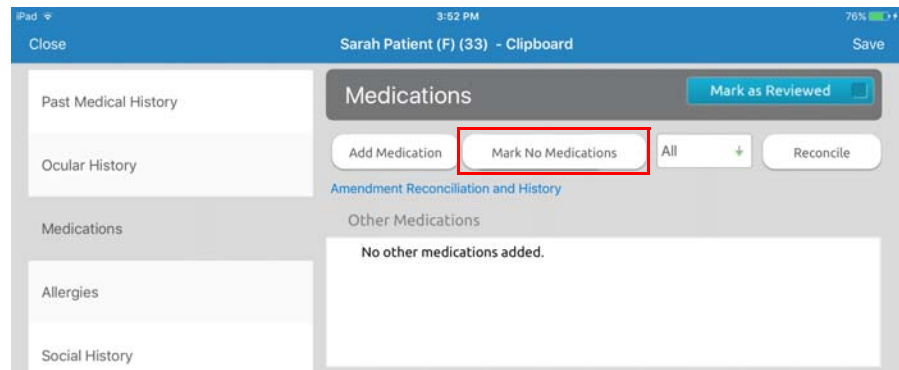 iPad 3:52 PM 76%
Close Sarah Patient (F) (33) - Clipboard Save
Past Medical History
Ocular History
Medications
Allergies
Social History
Medications Mark as Reviewed
Add Medication Mark No Medications All Reconcile
Amendment Reconciliation and History
Other Medications
No other medications added.